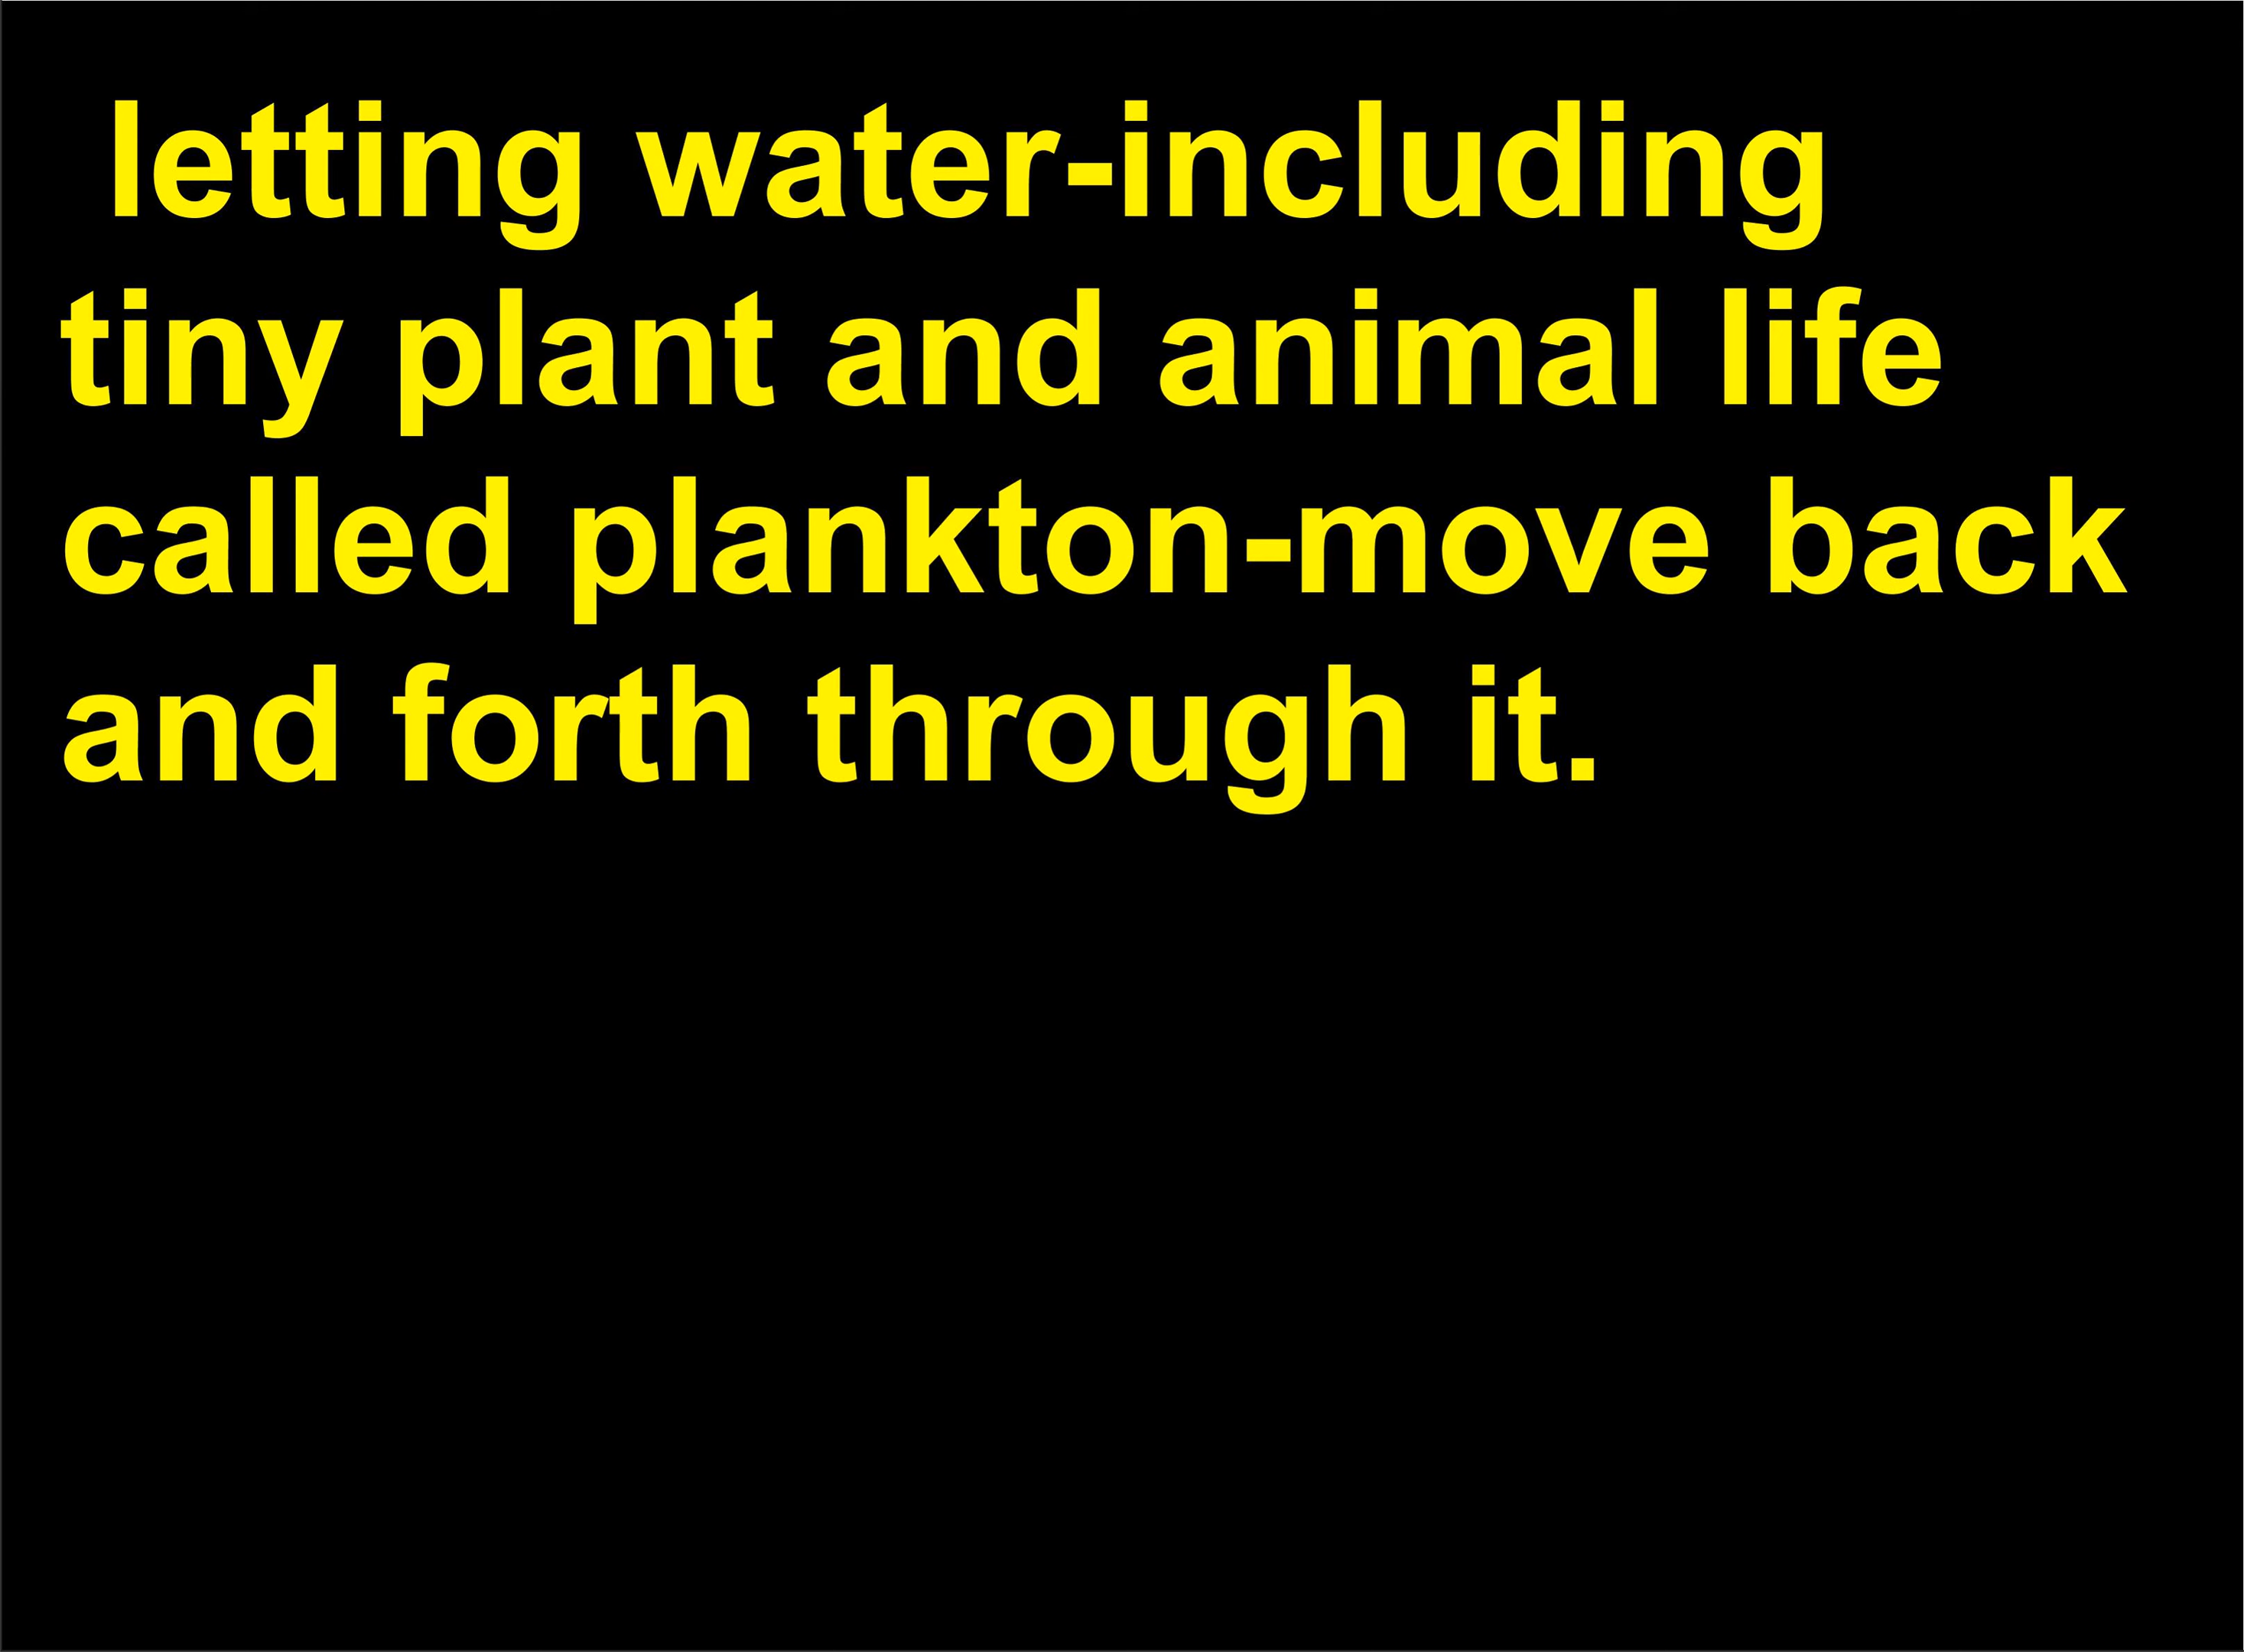 letting water-including
tiny plant and animal life
called plankton-move back
and forth through it.